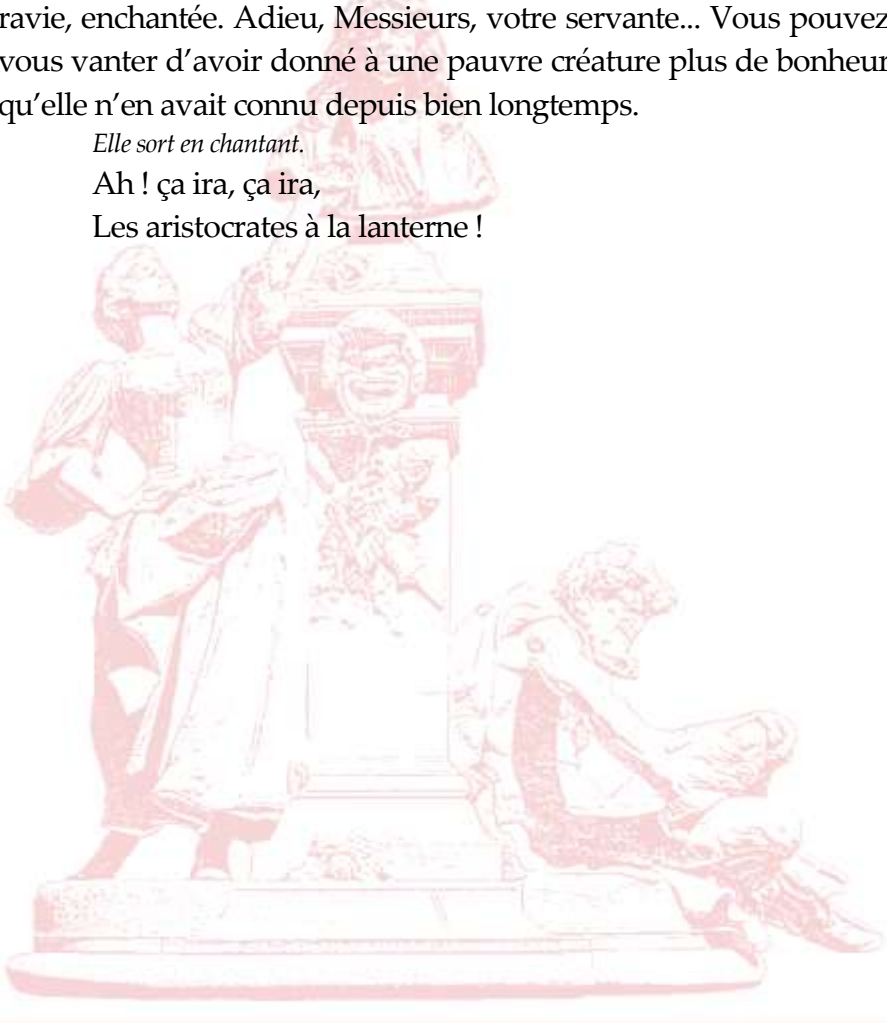 ravie, enchantée. Adieu, Messieurs, votre servante... Vous pouvez
vous vanter d’avoir donné à une pauvre créature plus de bonheur
qu’elle n’en avait connu depuis bien longtemps.
Elle sort en chantant.
Ah ! ça ira, ça ira,
Les aristocrates à la lanterne !